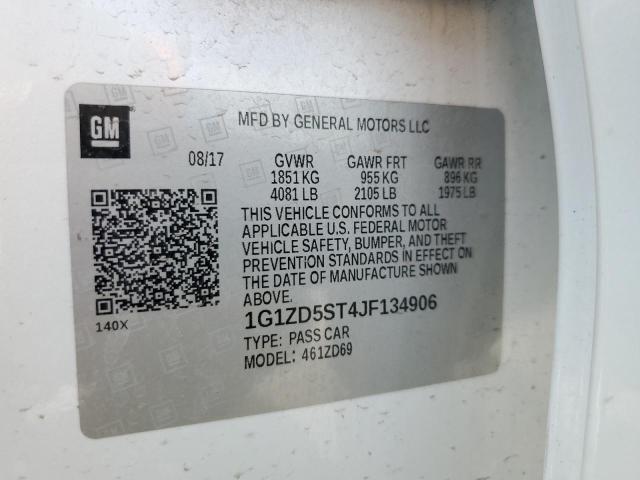 GM
MFD BY GENERAL MOTORS LLC
08/17 GVWR GAWR FRT GAWR RR
1851 KG 955 KG 896 KG
4081 LB 2105 LB 1975 LB
THIS VEHICLE CONFORMS TO ALL
APPLICABLE U.S. FEDERAL MOTOR
VEHICLE SAFETY, BUMPER, AND THEFT
PREVENTION STANDARDS IN EFFECT ON
THE DATE OF MANUFACTURE SHOWN
ABOVE.
140X
1G1ZD5ST4JF134906
TYPE: PASS CAR
MODEL: 461ZD69